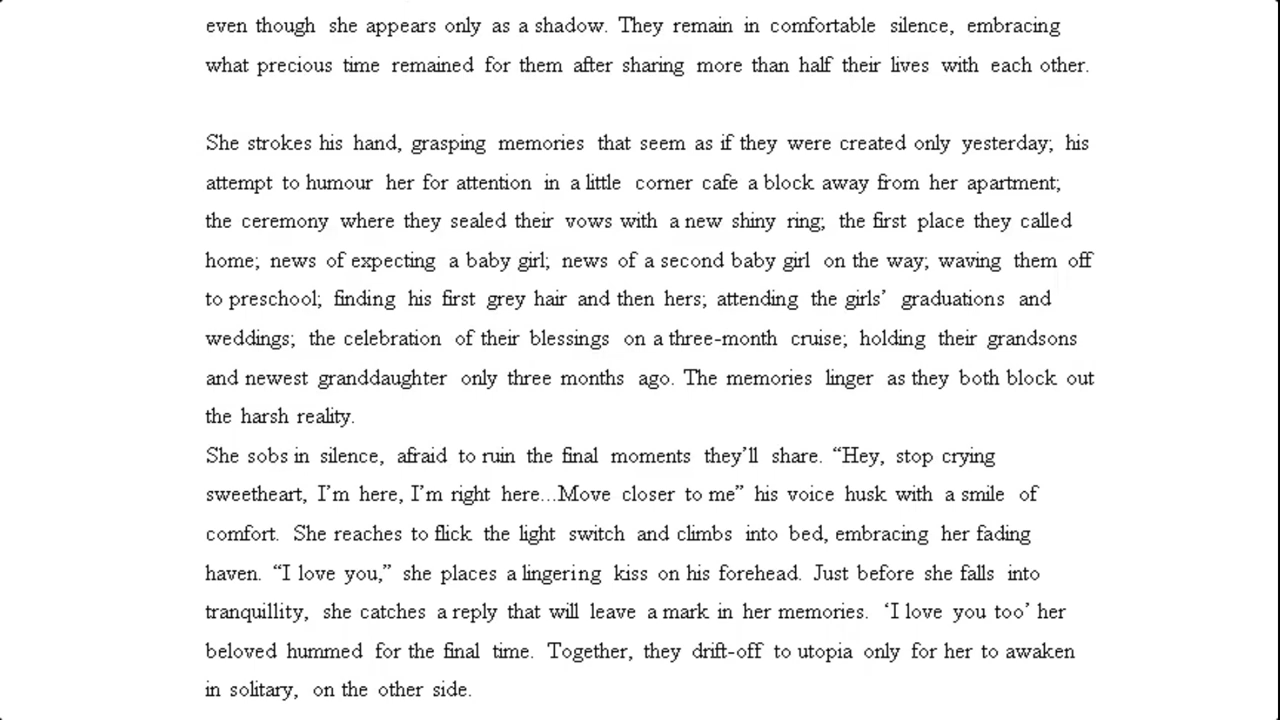 even though she appears only as a shadow. They remain in comfortable silence, embracing
what precious time remained for them after sharing more than half their lives with each other.
She strokes his hand, grasping memories that seem as if they were created only yesterday; his
attempt to humour her for attention in a little corner cafe a block away from her apartment;
the ceremony where they sealed their vows with a new shiny ring; the first place they called
home; news of expecting a baby girl; news of a second baby girl on the way; waving them off
to preschool; finding his first grey hair and then hers; attending the girls’ graduations and
weddings; the celebration of their blessings on a three-month cruise; holding their grandsons
and newest granddaughter only three months ago. The memories linger as they both block out
the harsh reality.
She sobs in silence, afraid to ruin the final moments they’ll share. “Hey, stop crying
sweetheart, I’m here, I’m right here...Move closer to me” his voice husk with a smile of
comfort. She reaches to flick the light switch and climbs into bed, embracing her fading
haven. “I love you,” she places a lingering kiss on his forehead. Just before she falls into
tranquillity, she catches a reply that will leave a mark in her memories. ‘I love you too’ her
beloved hummed for the final time. Together, they drift-off to utopia only for her to awaken
in solitary, on the other side.